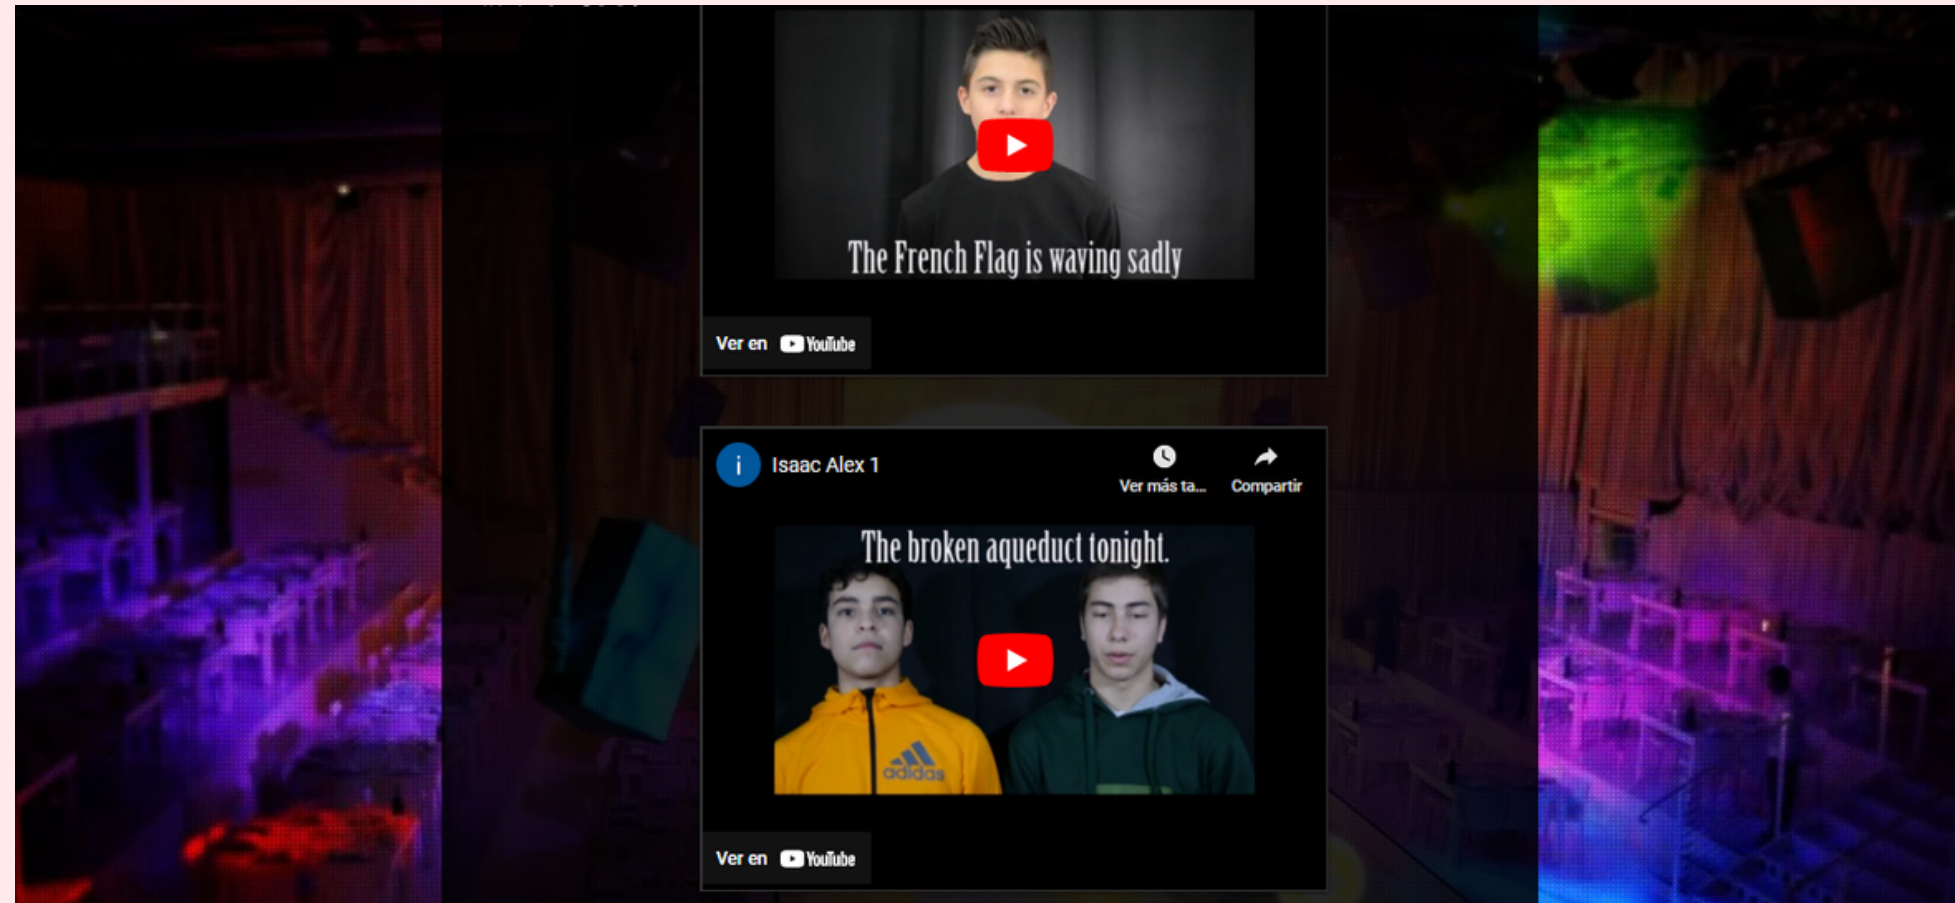 The French Flag is waving sadly
Ver en YouTube
i Isaac Alex 1
Ver más ta... Compartir
The broken aqueduct tonight.
adidas
Ver en YouTube